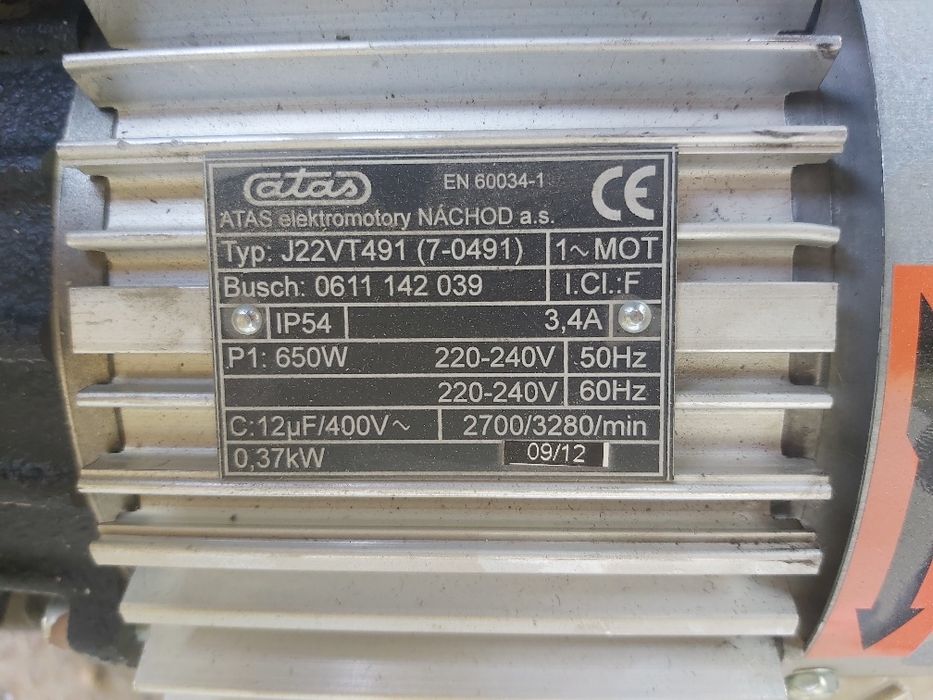 atas EN 60034-1 CE
ATAS elektromotory NÁCHOD a.s.
Typ: J22VT491 (7-0491) 1~MOT
Busch: 0611 142 039 I.Cl.:F
IP54 3,4A
P1: 650W 220-240V 50Hz
220-240V 60Hz
C:12µF/400V~ 2700/3280/min
0,37kW 09/12